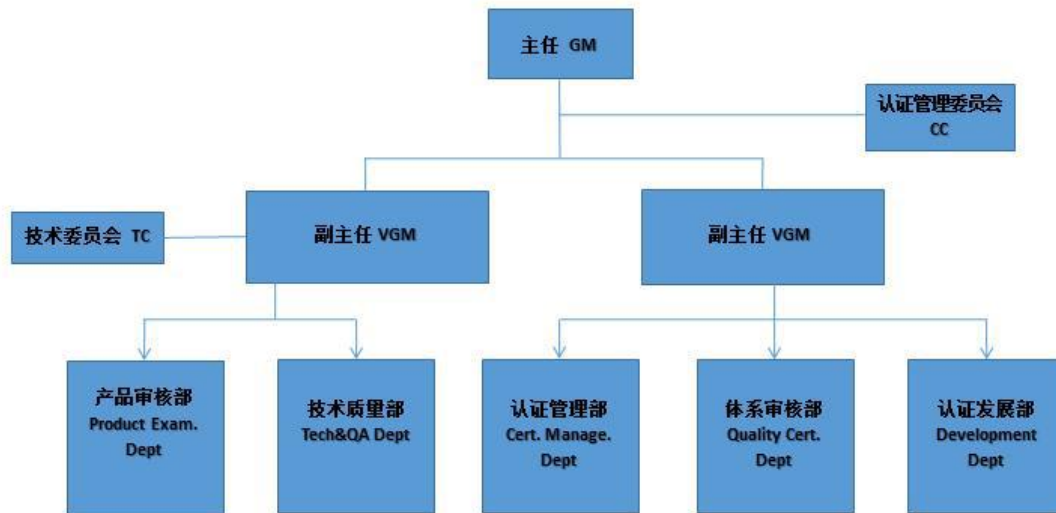 主任 GM
认证管理委员会
CC
技术委员会 TC
副主任 VGM
副主任 VGM
产品审核部
Product Exam.
Dept
技术质量部
Tech&QA Dept
认证管理部
Cert. Manage.
Dept
体系审核部
Quality Cert.
Dept
认证发展部
Development
Dept